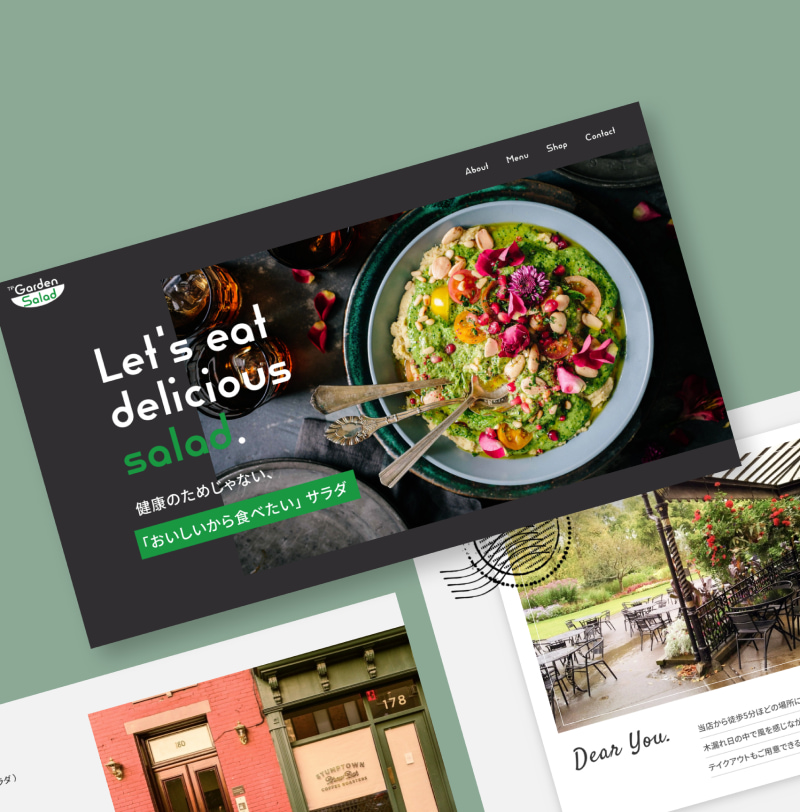 About Menu Shop Contact
TP Garden
Salad
Let's eat
delicious
salad.
健康のためじゃない、
「おいしいから食べたい」サラダ
178
180
STUMPTOWN
COFFEE ROASTERS
ラダ)
Dear You.
当店から徒歩5分ほどの場所に
木漏れ日の中で風を感じなが
テイクアウトもご用意できる